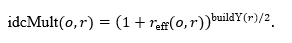 idcMult(o, r) = (1 + r_eff(o, r))^buildY(r)/2.